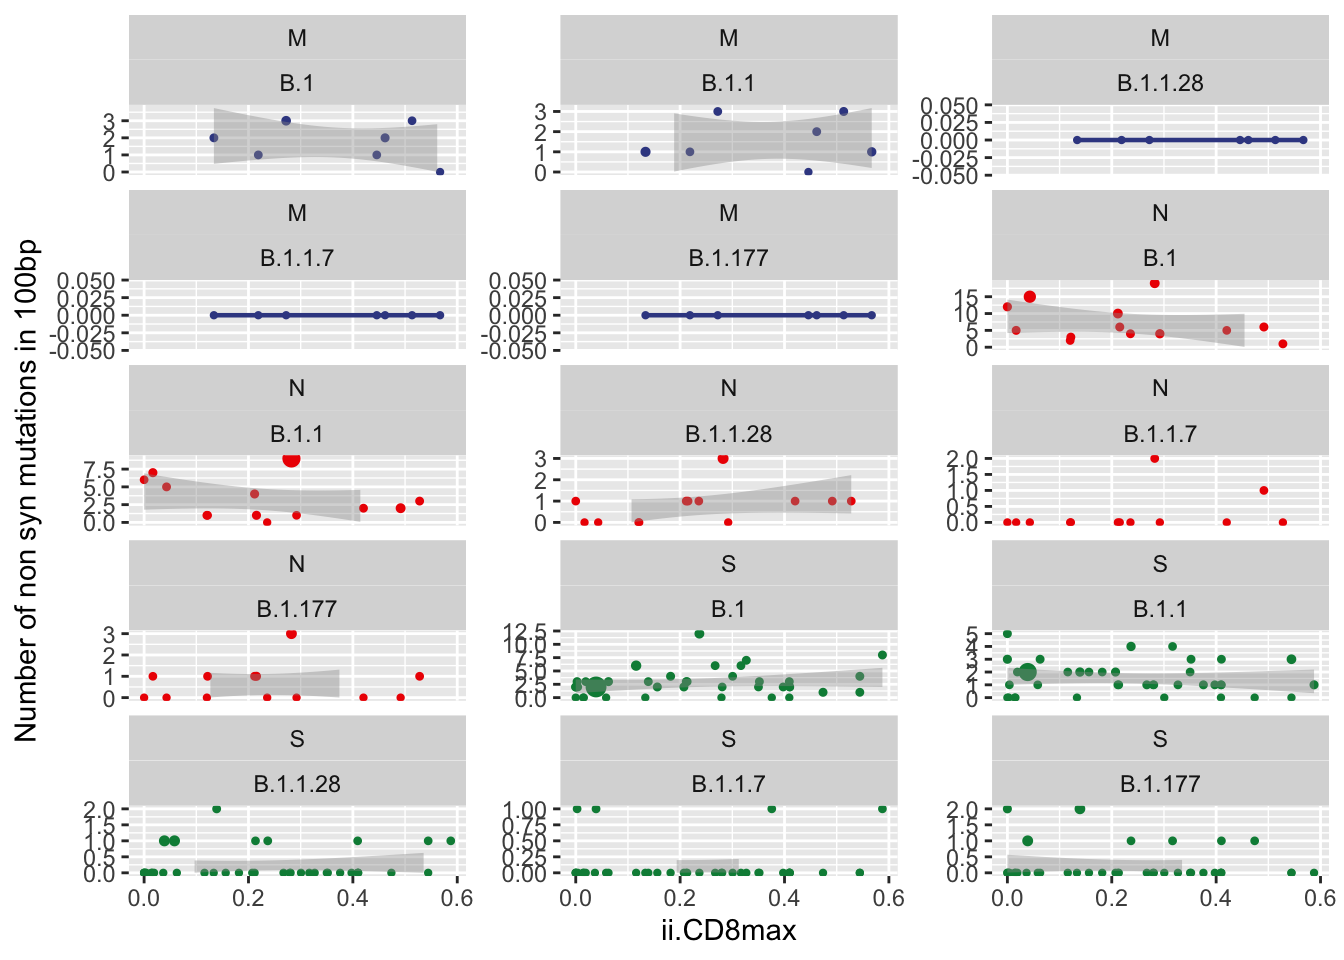 M M M
B.1 B.1.1 B.1.1.28
3 3 0.050
2 2 0.025
1 1 0.000
0 0 -0.025
-0.050
M M N
B.1.1.7 B.1.177 B.1
0.050 0.050 15
0.025 0.025 10
0.000 0.000 5
-0.025 -0.025 0
-0.050 -0.050
N N N
B.1.1 B.1.1.28 B.1.1.7
7.5 3 2.0
5.0 2 1.5
2.5 1 1.0
0.0 0 0.5
0.0
N S S
B.1.177 B.1 B.1.1
3 12.5 5
2 10.0 4
1 7.5 3
0 5.0 2
2.5 1
0.0 0
S S S
B.1.1.28 B.1.1.7 B.1.177
2.0 1.00 2.0
1.5 0.75 1.5
1.0 0.50 1.0
0.5 0.25 0.5
0.0 0.00 0.0
0.0 0.2 0.4 0.6 0.0 0.2 0.4 0.6 0.0 0.2 0.4 0.6
ii.CD8max
Number of non syn mutations in 100bp